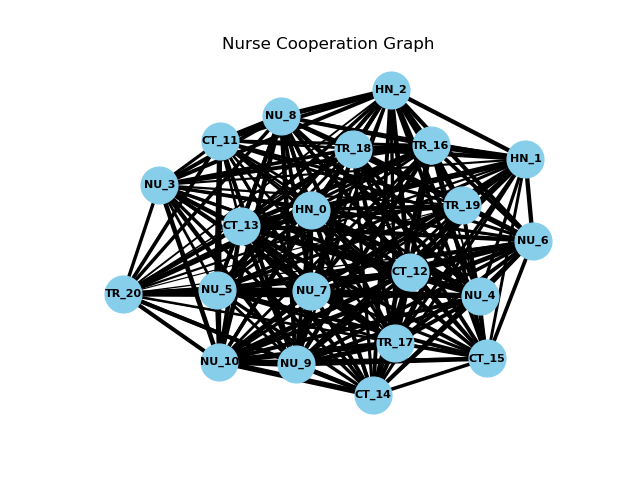 Nurse Cooperation Graph
HN_2
NU_8
CT_11
TR_16
TR_18
HN_1
NU_3
TR_19
HN_0
CT_13
NU_6
CT_12
NU_5
NU_7
TR_20
NU_4
TR_17
CT_15
NU_10
NU_9
CT_14